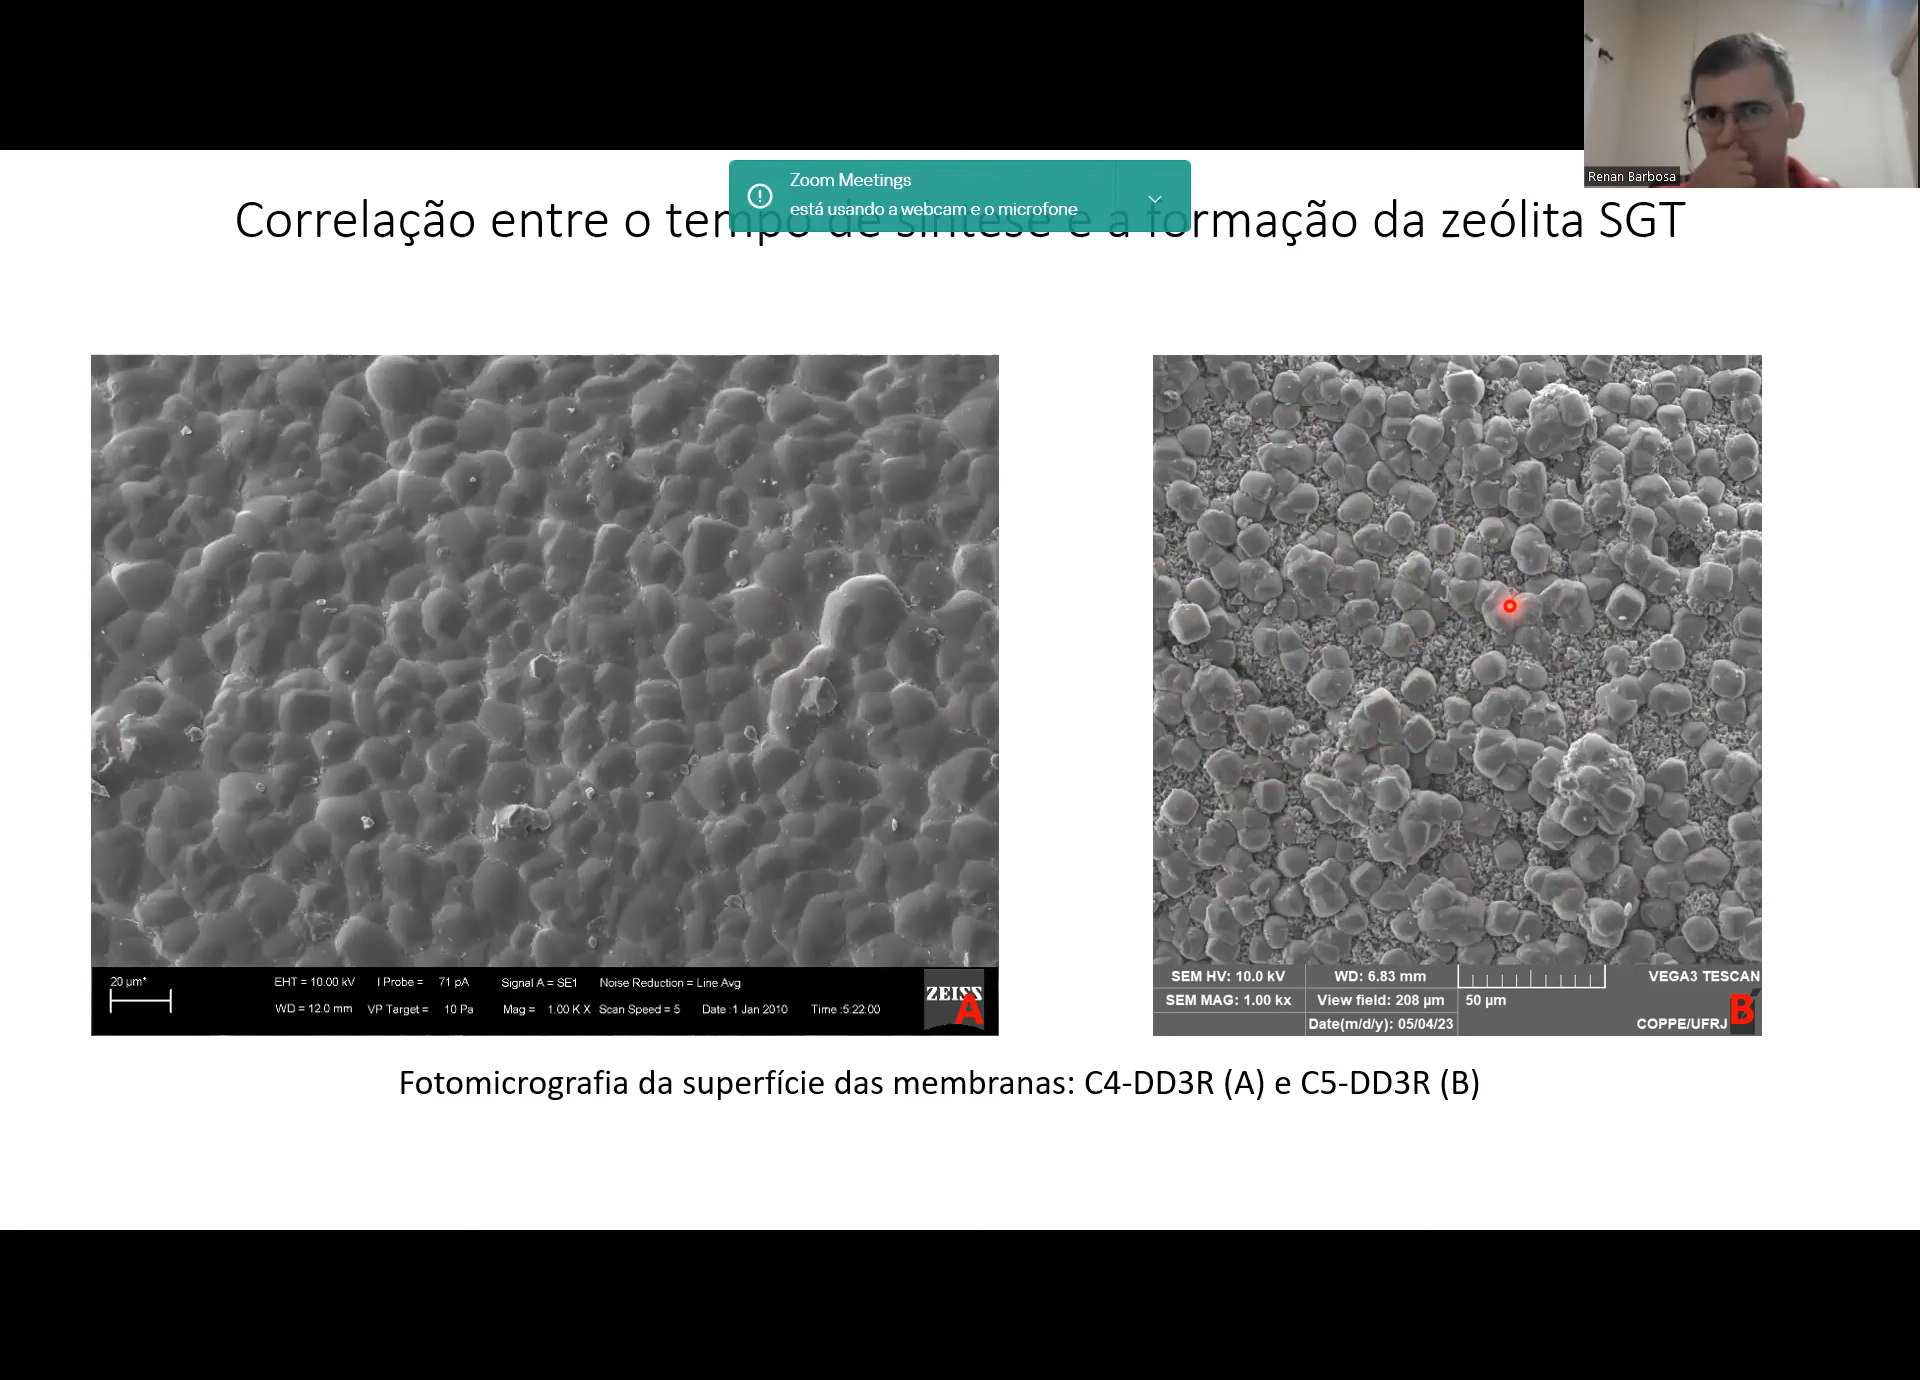 Renan Barbosa
Zoom Meetings
está usando a webcam e o microfone
Correlação entre o tempo de síntese e a formação da zeólita SGT
20 µm*
EHT = 10.00 kV I Probe = 71 pA Signal A = SE1 Noise Reduction = Line Avg
WD = 12.0 mm VP Target = 10 Pa Mag = 1.00 K X Scan Speed = 5 Date :1 Jan 2010 Time :5:22:00
ZEISS
A
SEM HV: 10.0 kV WD: 6.83 mm VEGA3 TESCAN
SEM MAG: 1.00 kx View field: 208 µm 50 µm
Date(m/d/y): 05/04/23 COPPE/UFRJ
B
Fotomicrografia da superfície das membranas: C4-DD3R (A) e C5-DD3R (B)